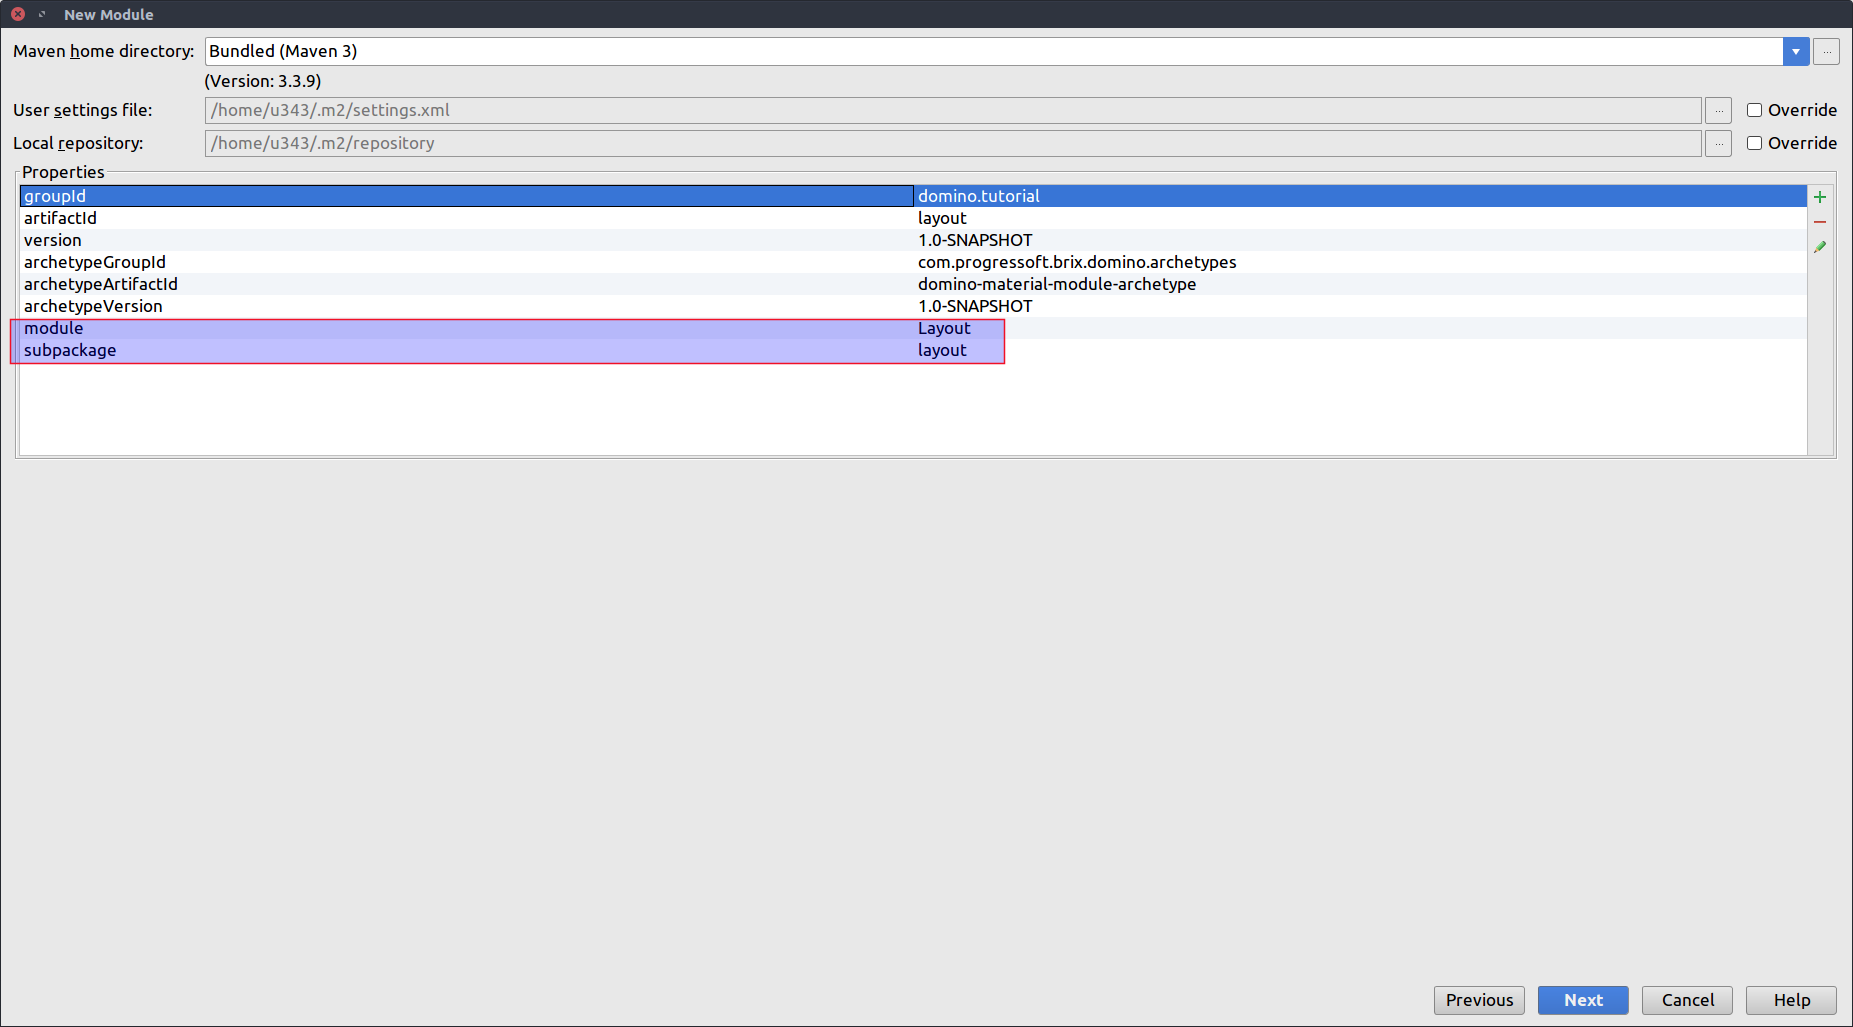 New Module
Maven home directory: Bundled (Maven 3) ...
(Version: 3.3.9)
User settings file: /home/u343/.m2/settings.xml ... Override
Local repository: /home/u343/.m2/repository ... Override
Properties
groupId domino.tutorial
artifactId layout
version 1.0-SNAPSHOT
archetypeGroupId com.progressoft.brix.domino.archetypes
archetypeArtifactId domino-material-module-archetype
archetypeVersion 1.0-SNAPSHOT
module Layout
subpackage layout
Previous Next Cancel Help